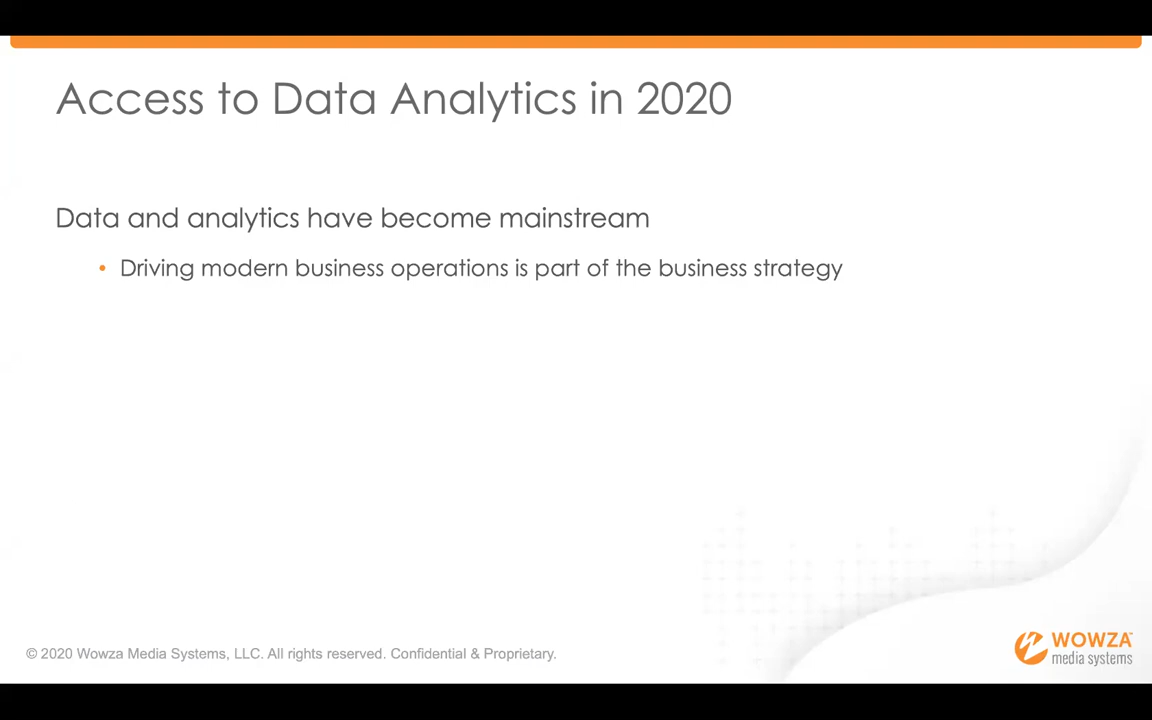 Access to Data Analytics in 2020
Data and analytics have become mainstream
• Driving modern business operations is part of the business strategy
© 2020 Wowza Media Systems, LLC. All rights reserved. Confidential & Proprietary.
WOWZA™
media systems